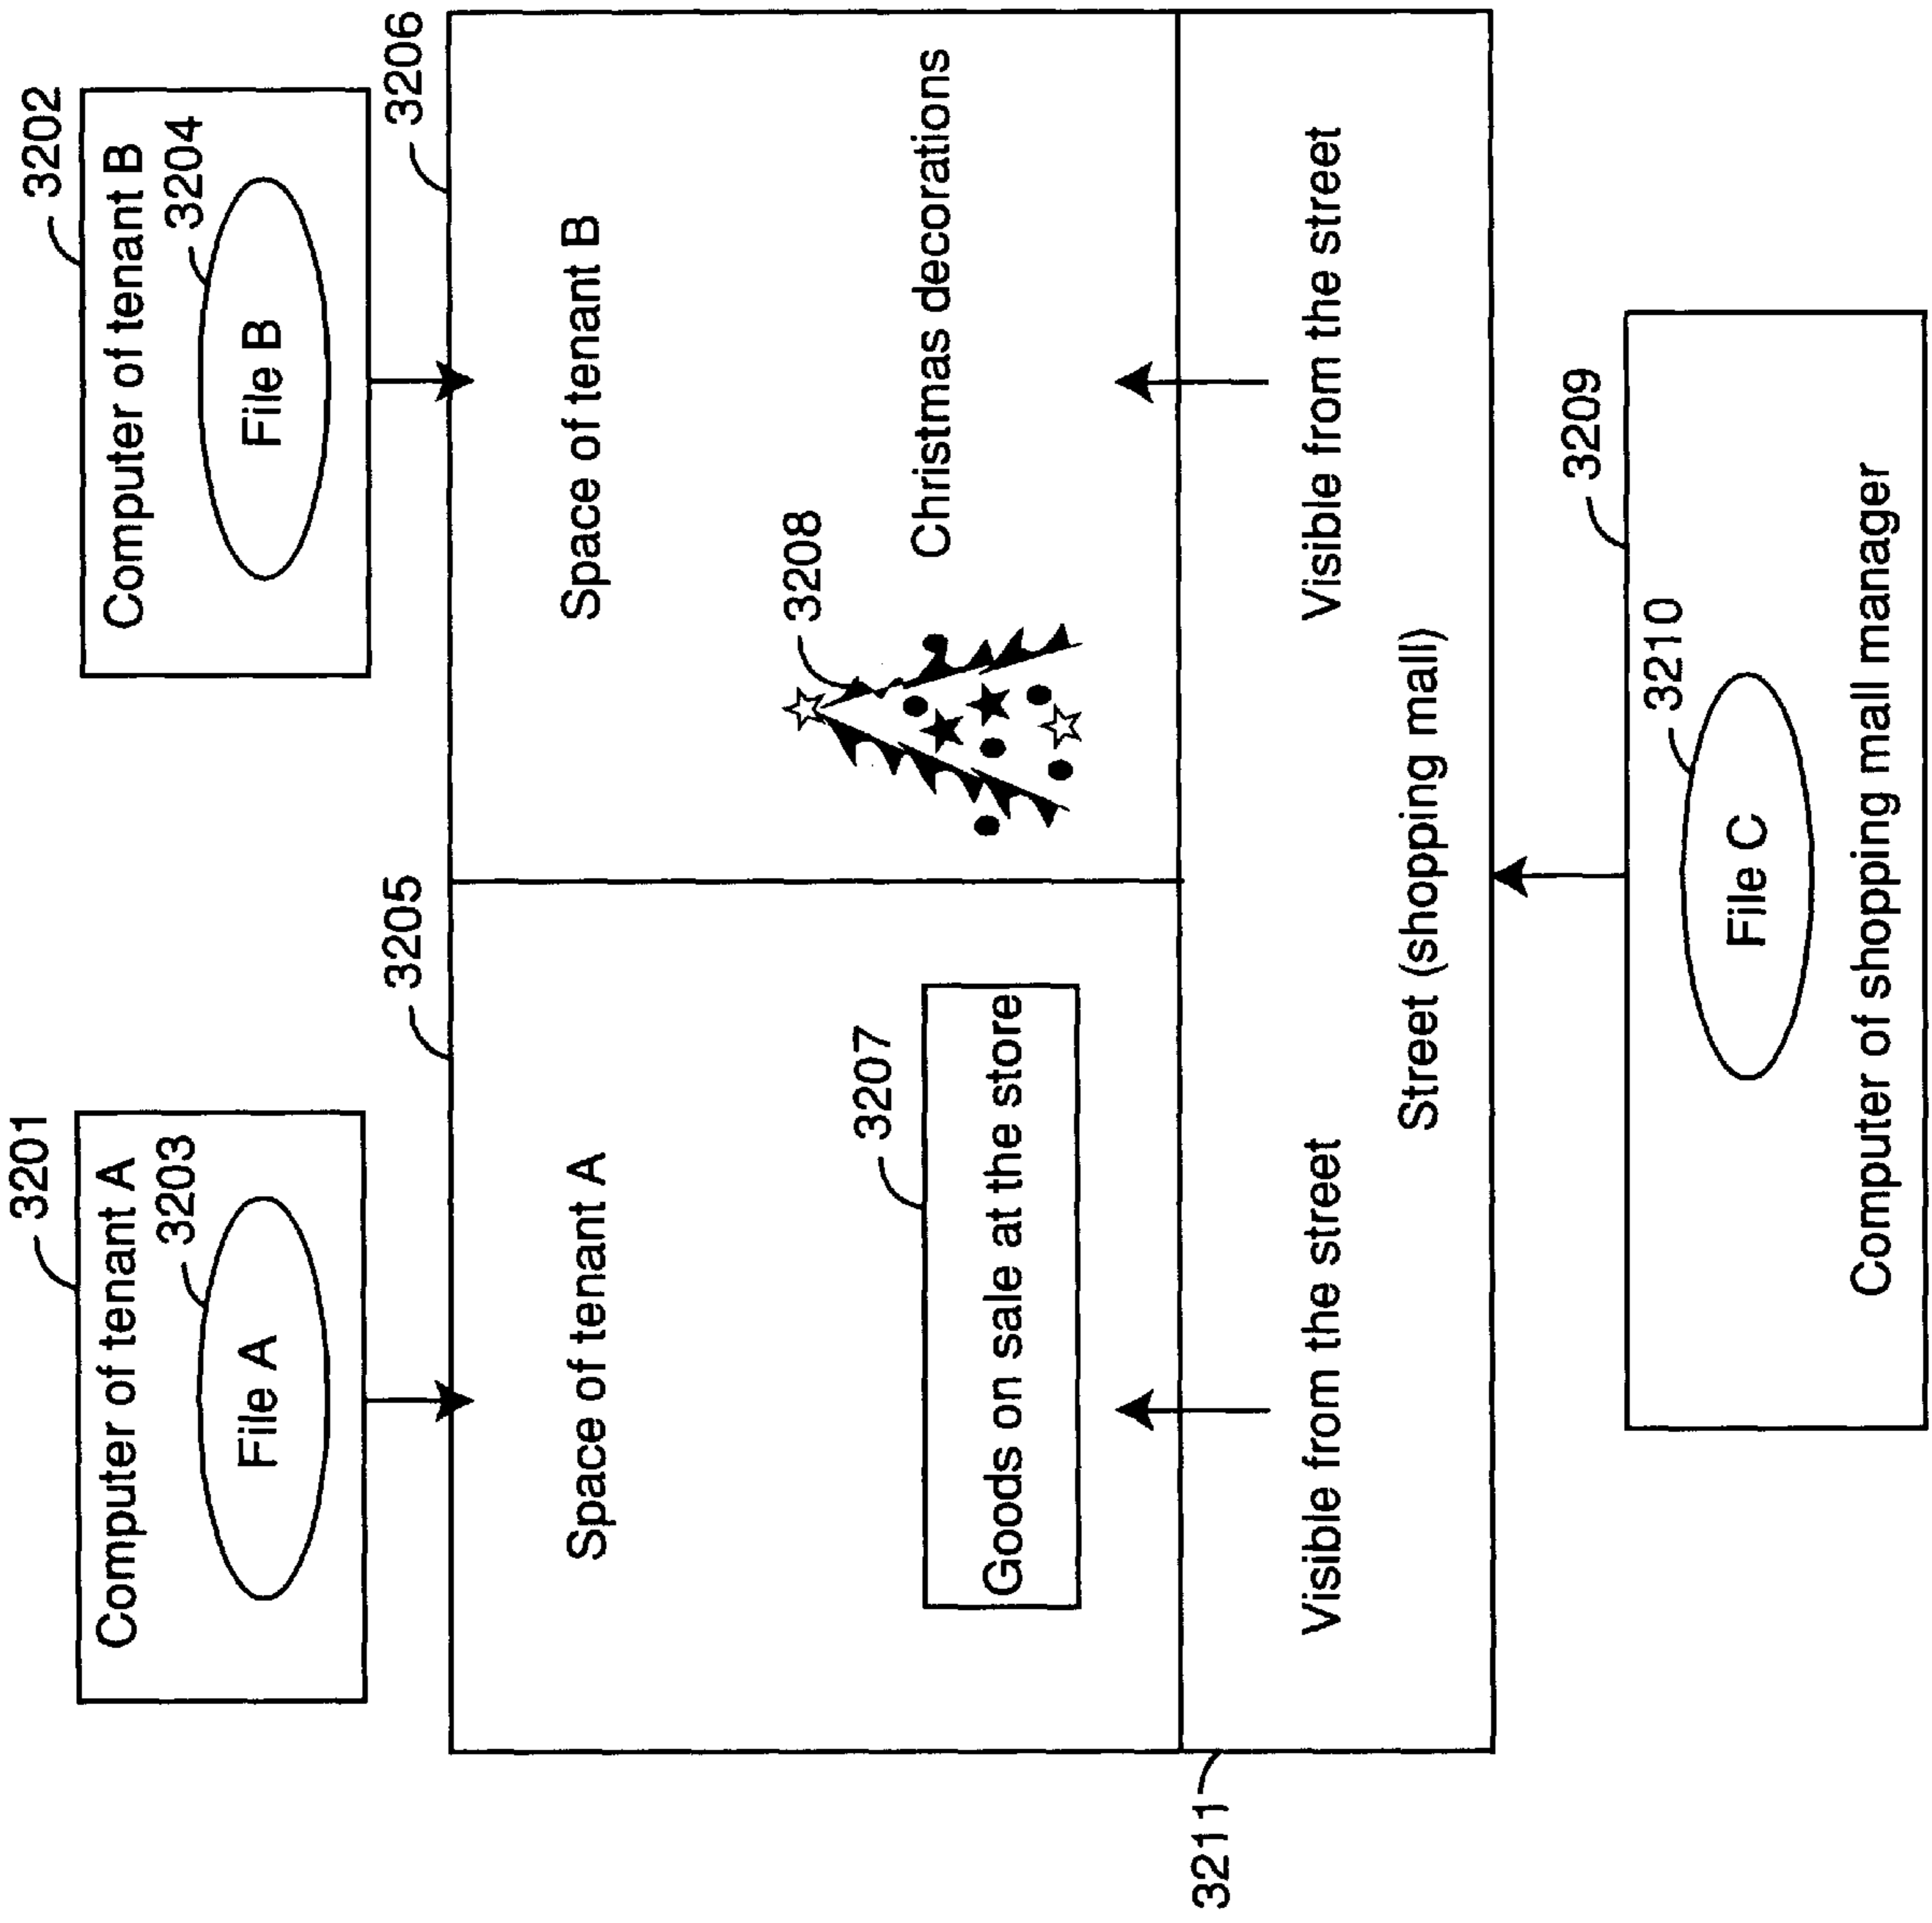 3201
Computer of tenant A
3203
File A
3202
Computer of tenant B
3204
File B
3205
Space of tenant A
3207
Goods on sale at the store
3206
Space of tenant B
3208
Christmas decorations
3211
Visible from the street
Visible from the street
Street (shopping mall)
3209
3210
File C
Computer of shopping mall manager